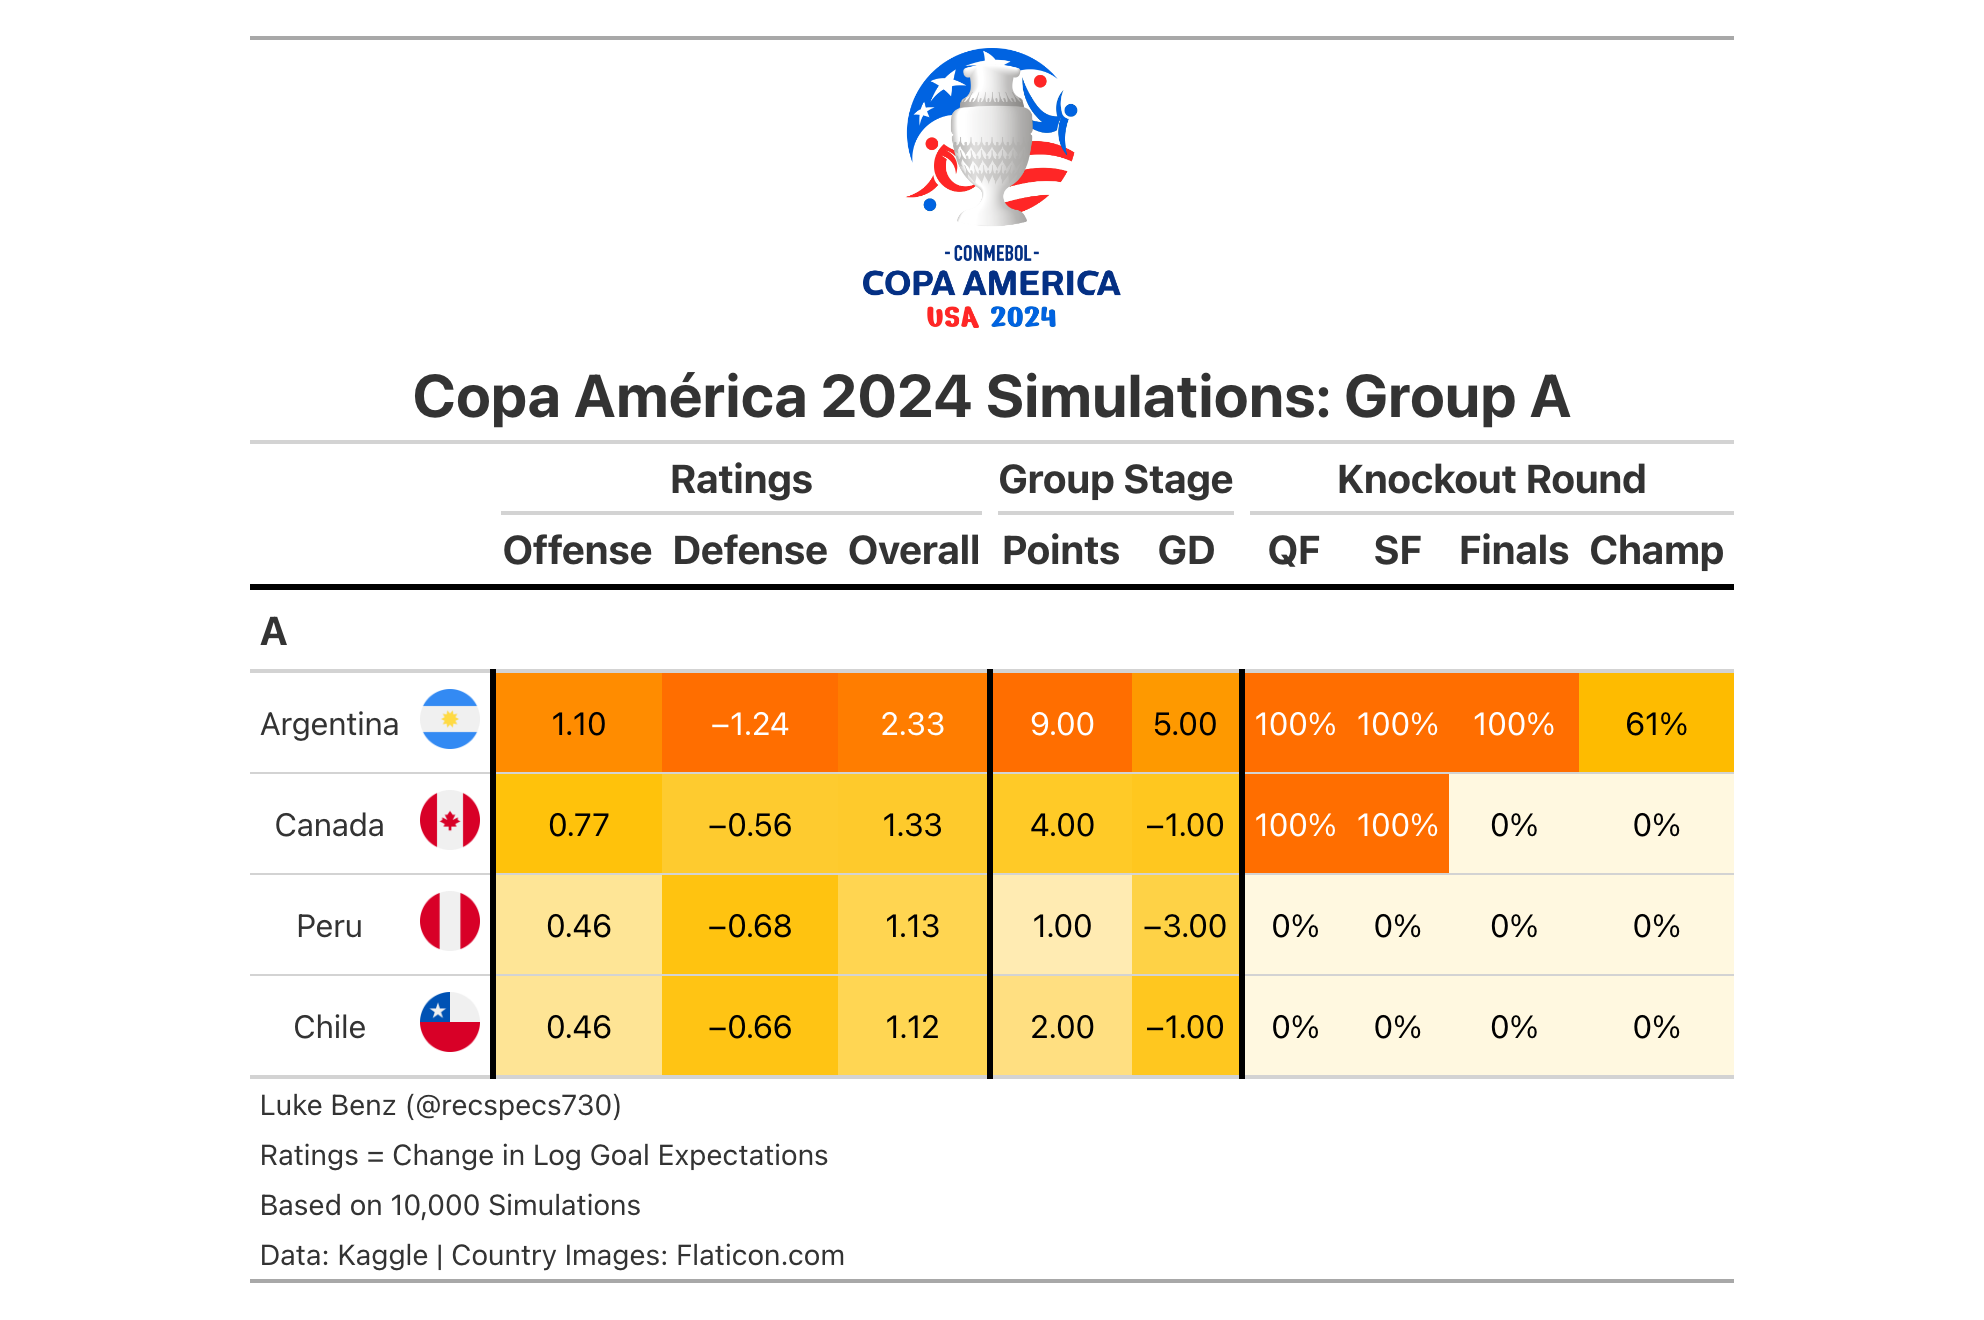 - CONMEBOL -
COPA AMERICA
USA 2024
Copa América 2024 Simulations: Group A
Ratings Group Stage Knockout Round
Offense Defense Overall Points GD QF SF Finals Champ
A
Argentina 1.10 −1.24 2.33 9.00 5.00 100% 100% 100% 61%
Canada 0.77 −0.56 1.33 4.00 −1.00 100% 100% 0% 0%
Peru 0.46 −0.68 1.13 1.00 −3.00 0% 0% 0% 0%
Chile 0.46 −0.66 1.12 2.00 −1.00 0% 0% 0% 0%
Luke Benz (@recspecs730)
Ratings = Change in Log Goal Expectations
Based on 10,000 Simulations
Data: Kaggle | Country Images: Flaticon.com